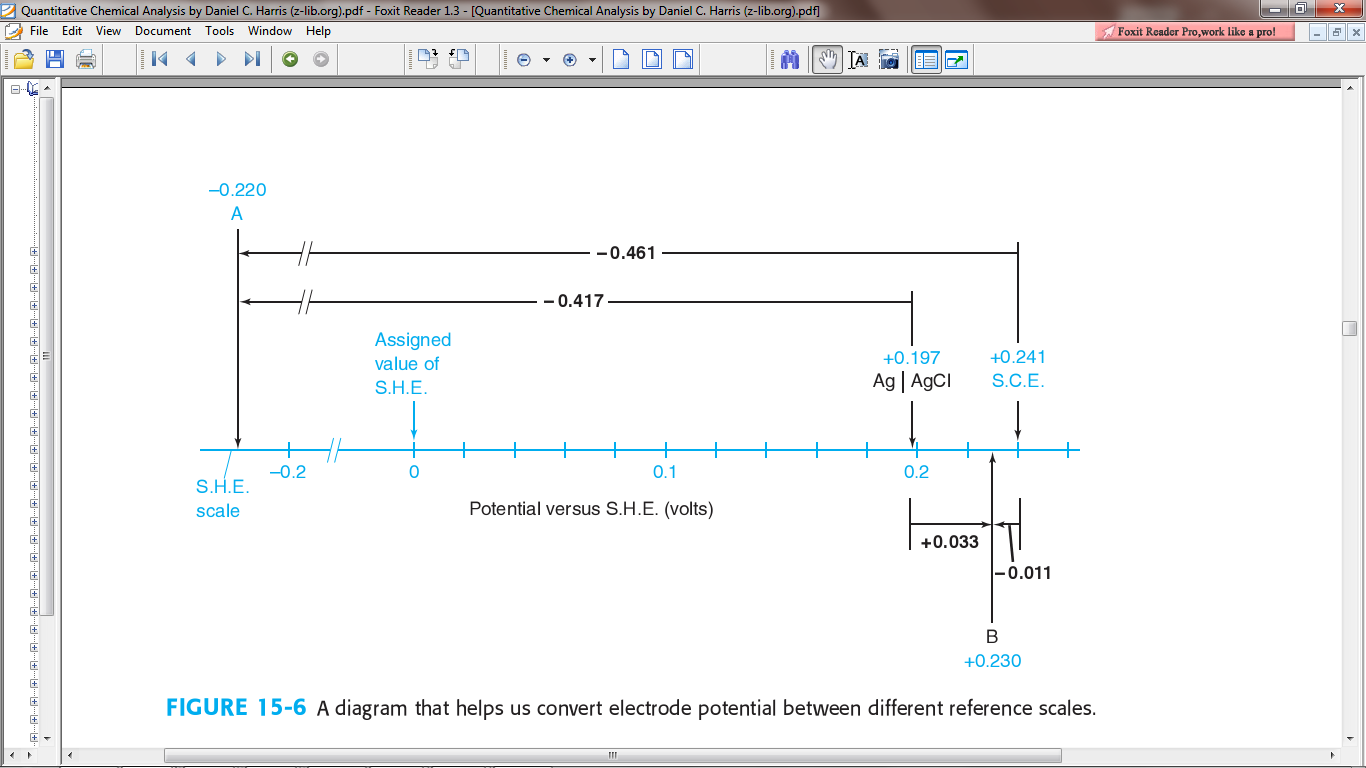 Quantitative Chemical Analysis by Daniel C. Harris (z-lib.org).pdf - Foxit Reader 1.3 - [Quantitative Chemical Analysis by Daniel C. Harris (z-lib.org).pdf]
File Edit View Document Tools Window Help
Foxit Reader Pro,work like a pro!
–0.220
A
–0.461
–0.417
Assigned
value of
S.H.E.
+0.197
Ag | AgCl
+0.241
S.C.E.
–0.2 0 0.1 0.2
S.H.E.
scale
Potential versus S.H.E. (volts)
+0.033
–0.011
B
+0.230
FIGURE 15-6 A diagram that helps us convert electrode potential between different reference scales.